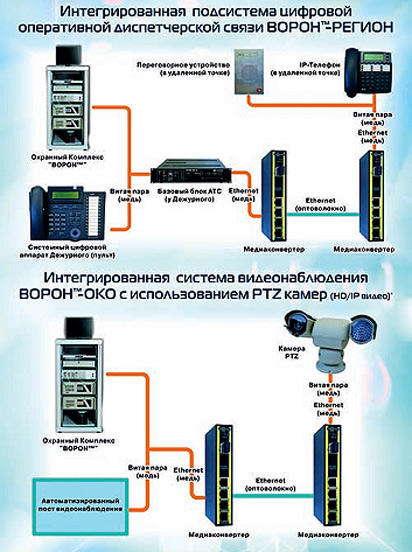 Интегрированная подсистема цифровой
оперативной диспетчерской связи ВОРОН™-РЕГИОН
Переговорное устройство
(в удаленной точке)
IP-Телефон
(в удаленной точке)
Витая пара
(медь)
Ethernet
(медь)
Охранный Комплекс
"ВОРОН™"
Витая пара
(медь)
Базовый блок АТС
(у Дежурного)
Ethernet
(медь)
Ethernet
(оптоволокно)
Системный цифровой
аппарат Дежурного (пульт)
Медиаконвертер
Медиаконвертер
Интегрированная система видеонаблюдения
ВОРОН™-ОКО с использованием PTZ камер (HD/IP видео)*
Камера
PTZ
Витая пара
(медь)
Ethernet
(медь)
Охранный Комплекс
"ВОРОН™"
Витая пара
(медь)
Ethernet
(медь)
Ethernet
(оптоволокно)
Автоматизированный
пост видеонаблюдения
Медиаконвертер
Медиаконвертер